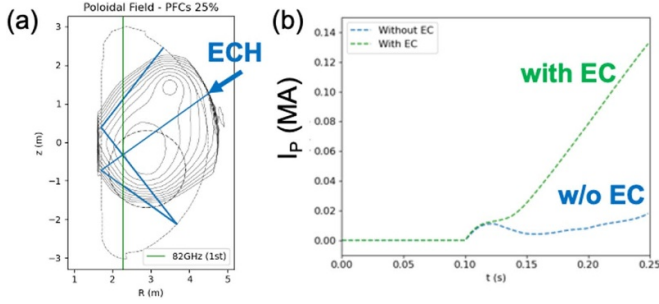 (a)
Poloidal Field - PFCs 25%
ECH
3
2
1
0
-1
-2
-3
z (m)
82GHz (1st)
1
2
3
4
5
R (m)
(b)
0.14
0.12
0.10
0.08
0.06
0.04
0.02
0.00
I_P (MA)
Without EC
With EC
with EC
w/o EC
0.00
0.05
0.10
0.15
0.20
0.25
t (s)